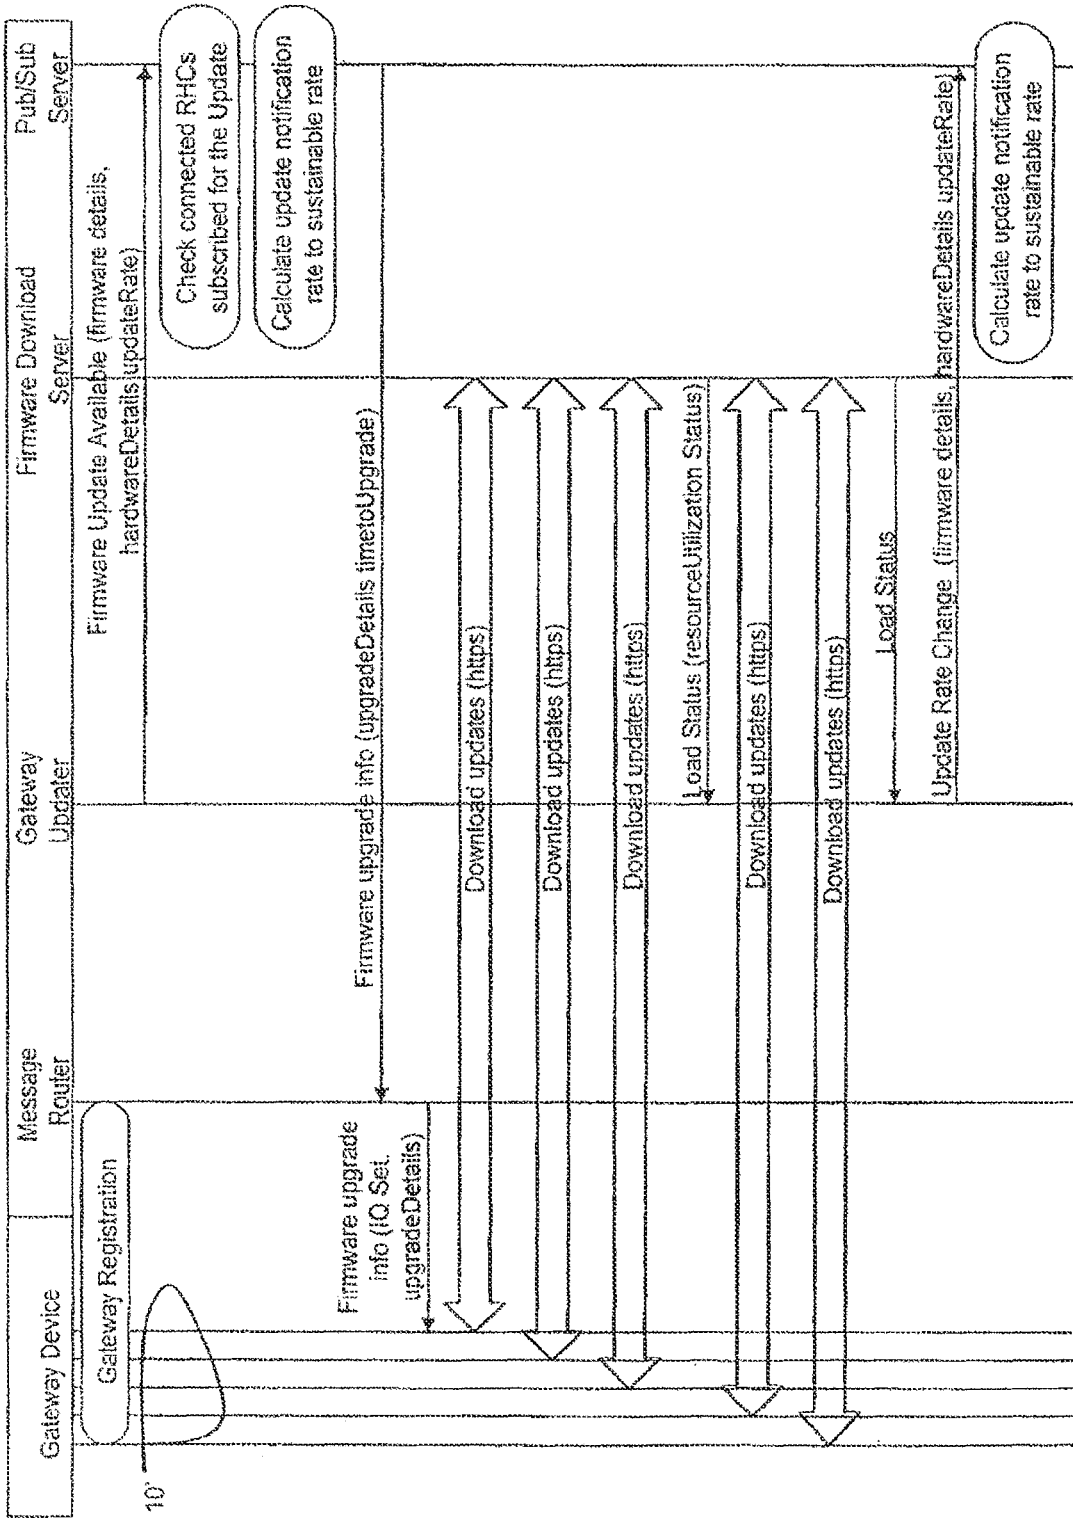 Gateway Device
Message
Router
Gateway
Updater
Firmware Download
Server
Pub/Sub
Server
Gateway Registration
10'
Firmware Update Available (firmware details,
hardwareDetails updateRate)
Check connected RHCs
subscribed for the Update
Calculate update notification
rate to sustainable rate
Firmware upgrade info (upgradeDetails timetoUpgrade)
Firmware upgrade
info (IQ Set.
upgradeDetails)
Download updates (https)
Download updates (https)
Download updates (https)
Load Status (resourceUtilization Status)
Download updates (https)
Download updates (https)
Load Status
Update Rate Change (firmware details, hardwareDetails updateRate)
Calculate update notification
rate to sustainable rate